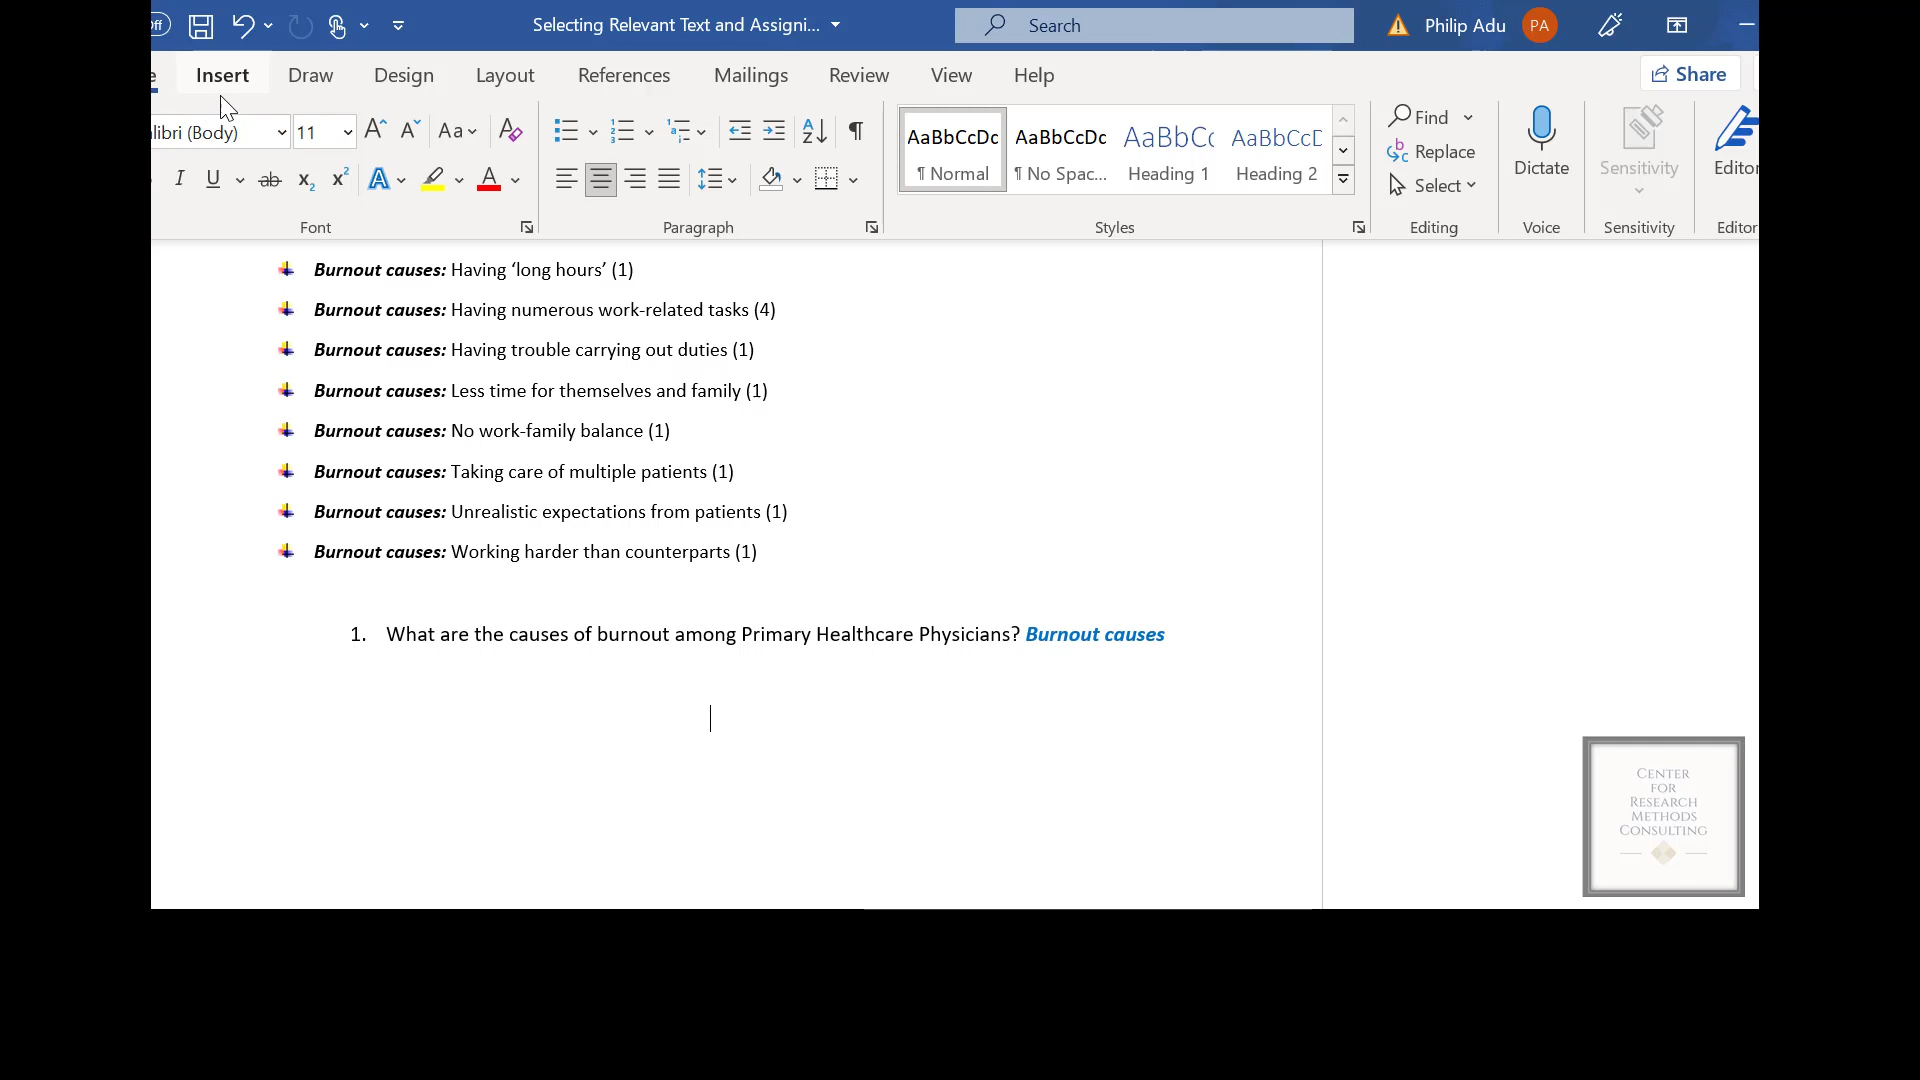 Off
Selecting Relevant Text and Assigni...
Search
Philip Adu
PA
Insert
Draw
Design
Layout
References
Mailings
Review
View
Help
Share
libri (Body)
11
Aa
Font
Paragraph
AaBbCcDc
¶ Normal
AaBbCcDc
¶ No Spac...
AaBbCc
Heading 1
AaBbCcD
Heading 2
Styles
Find
Replace
Select
Editing
Dictate
Voice
Sensitivity
Sensitivity
Editor
Editor
Burnout causes: Having ‘long hours’ (1)
Burnout causes: Having numerous work-related tasks (4)
Burnout causes: Having trouble carrying out duties (1)
Burnout causes: Less time for themselves and family (1)
Burnout causes: No work-family balance (1)
Burnout causes: Taking care of multiple patients (1)
Burnout causes: Unrealistic expectations from patients (1)
Burnout causes: Working harder than counterparts (1)
1. What are the causes of burnout among Primary Healthcare Physicians? Burnout causes
CENTER
FOR
RESEARCH
METHODS
CONSULTING